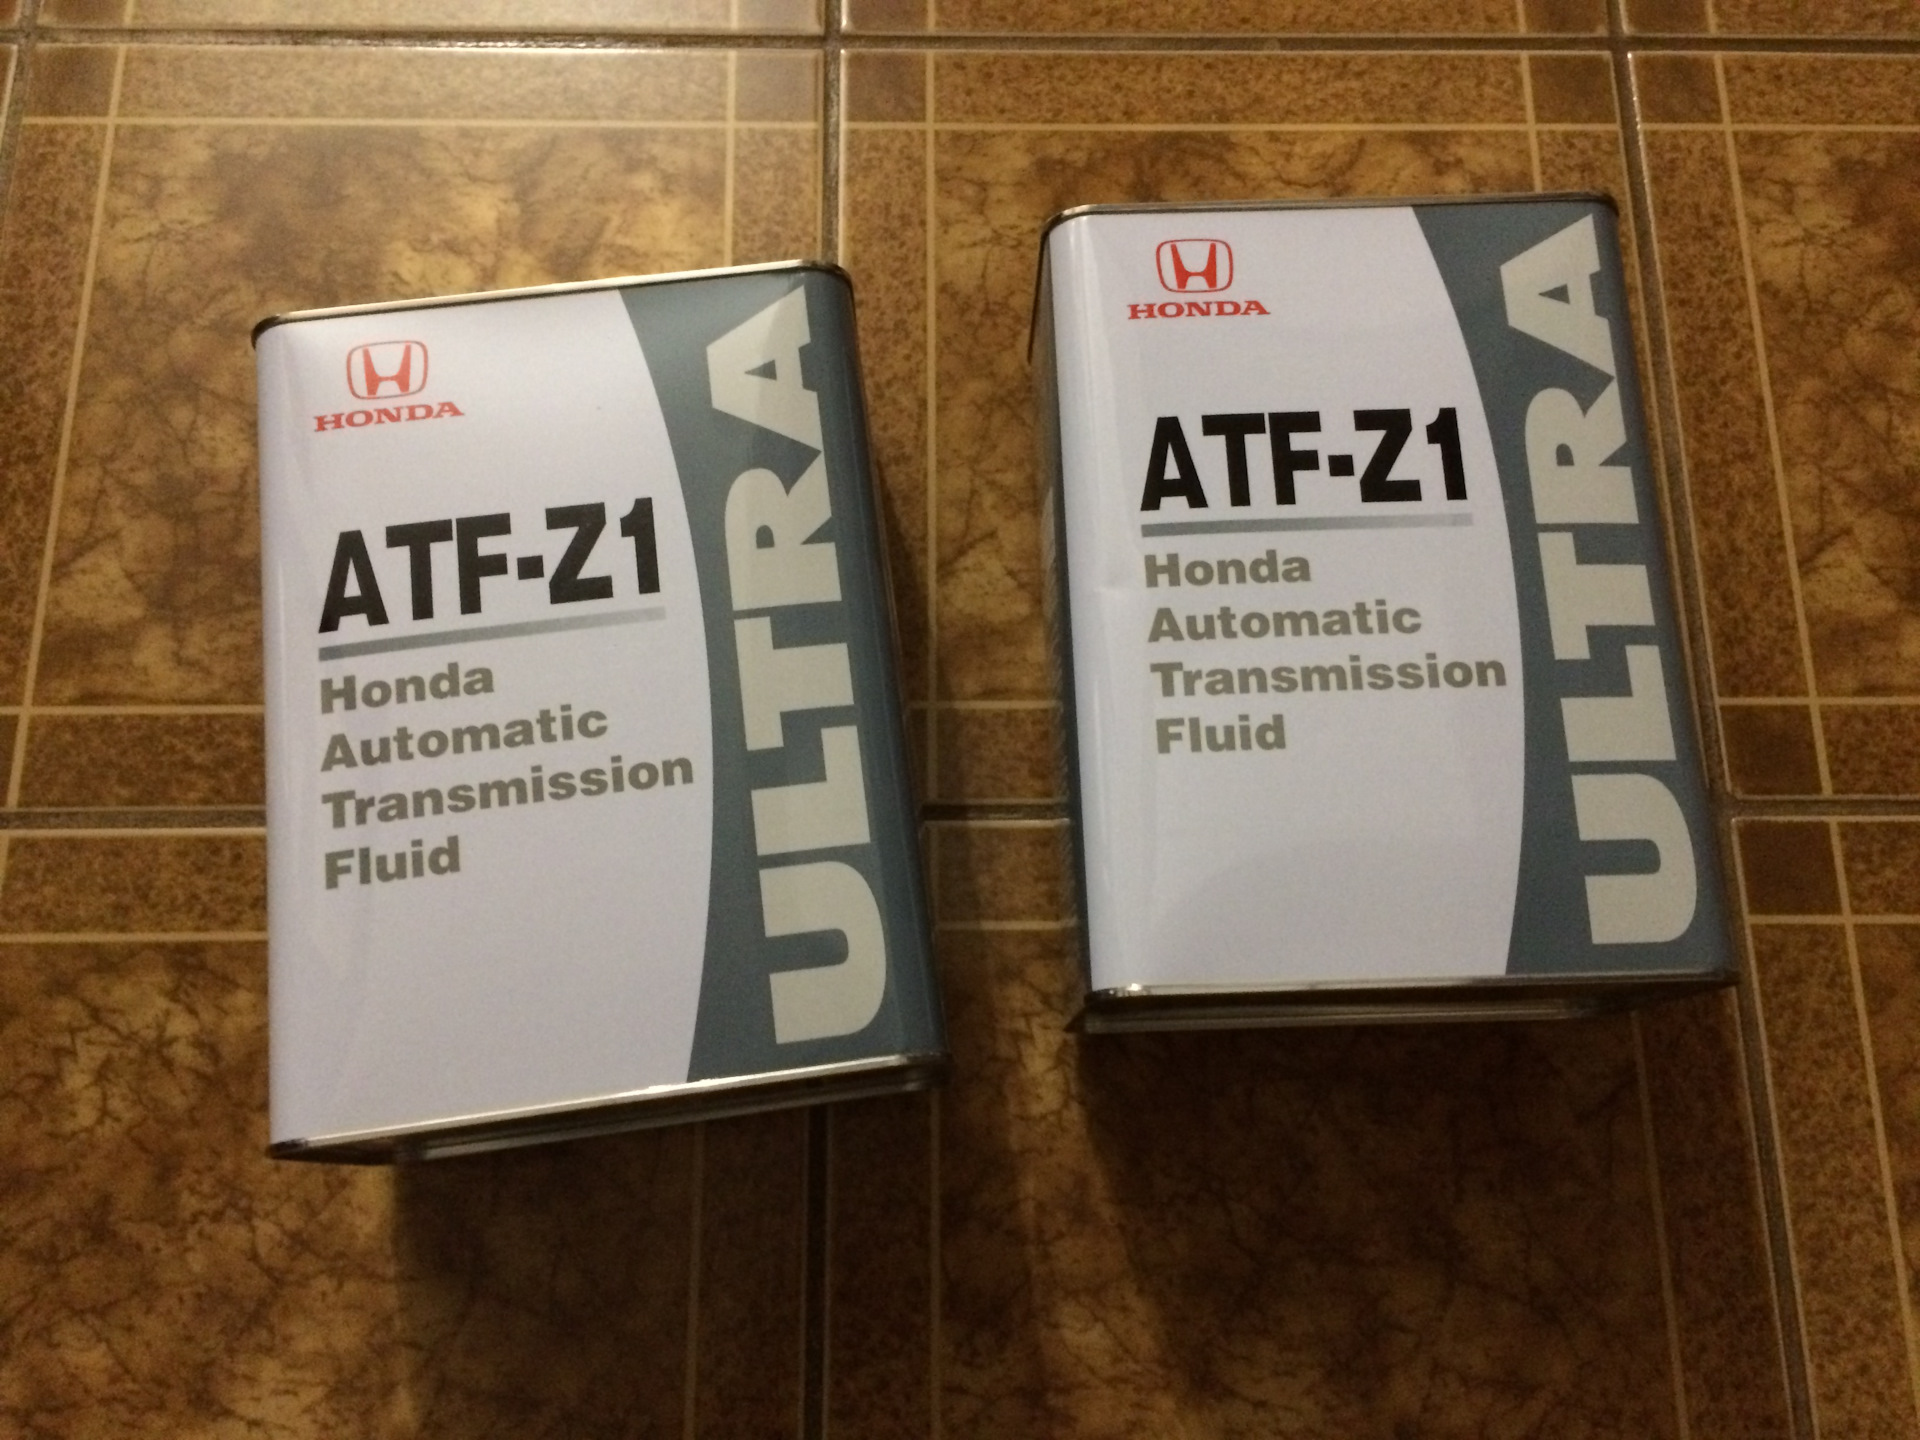 HONDA
ATF-Z1
Honda
Automatic
Transmission
Fluid
ULTRA
HONDA
ATF-Z1
Honda
Automatic
Transmission
Fluid
ULTRA